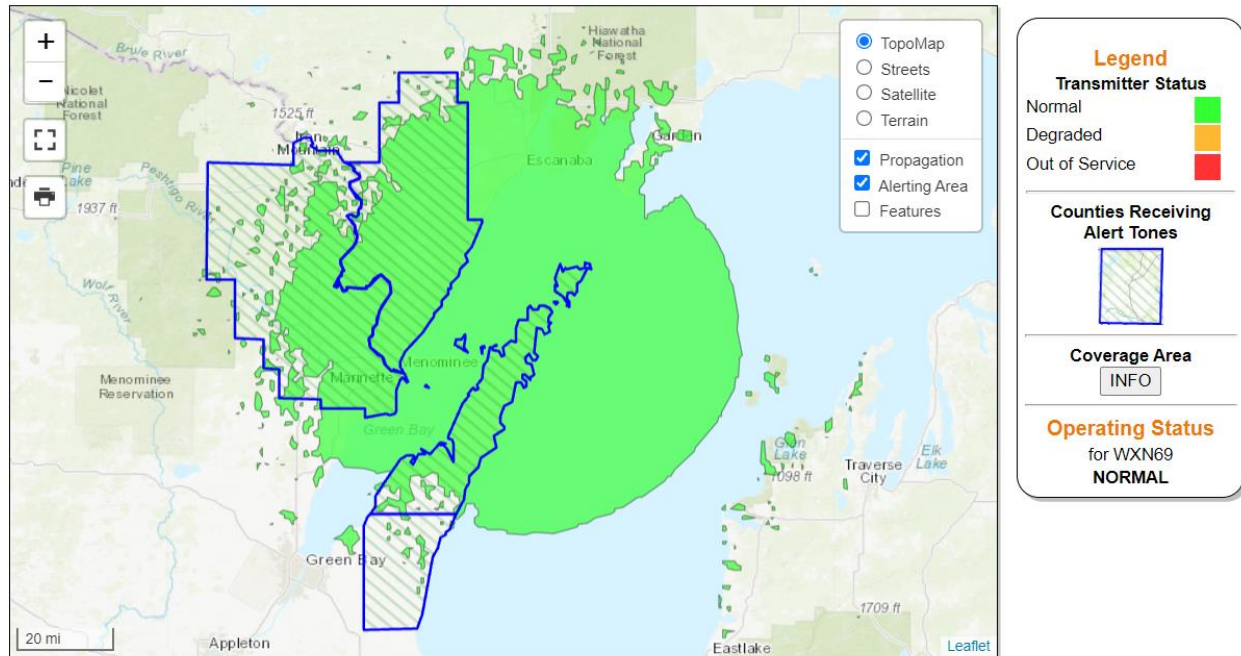 +
−
Brule River
Hiawatha
National
Forest
Nicolet
National
Forest
1525 ft
Iron
Mountain
Garden
Escanaba
Pine
Lake
Peshtigo River
1937 ft
Wolf River
Menominee
Marinette
Menominee
Reservation
Green Bay
Glen
Lake
Elk
Lake
1098 ft
Traverse
City
Green Bay
1709 ft
20 mi
Appleton
Eastlake
Leaflet
TopoMap
Streets
Satellite
Terrain
Propagation
Alerting Area
Features
Legend
Transmitter Status
Normal
Degraded
Out of Service
Counties Receiving
Alert Tones
Coverage Area
INFO
Operating Status
for WXN69
NORMAL